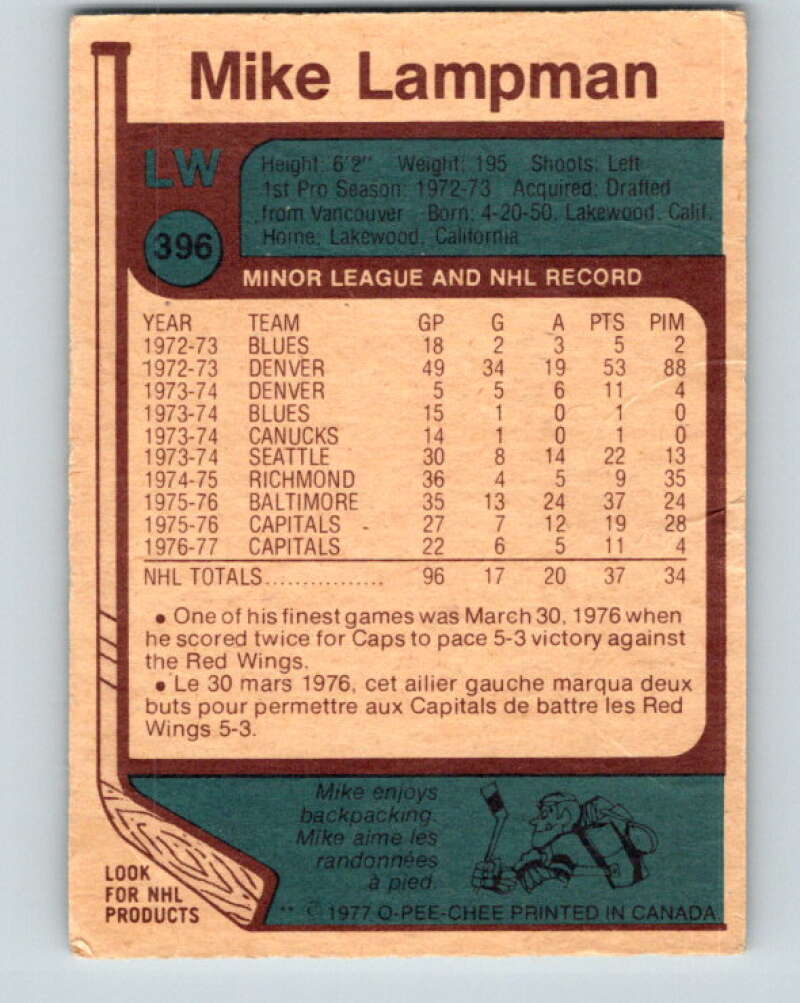 Mike Lampman
LW
396
Height: 6'2" Weight: 195 Shoots: Left
1st Pro Season: 1972-73 Acquired: Drafted
from Vancouver Born: 4-20-50, Lakewood, Calif.
Home: Lakewood, California
MINOR LEAGUE AND NHL RECORD
YEAR TEAM GP G A PTS PIM
1972-73 BLUES 18 2 3 5 2
1972-73 DENVER 49 34 19 53 88
1973-74 DENVER 5 5 6 11 4
1973-74 BLUES 15 1 0 1 0
1973-74 CANUCKS 14 1 0 1 0
1973-74 SEATTLE 30 8 14 22 13
1974-75 RICHMOND 36 4 5 9 35
1975-76 BALTIMORE 35 13 24 37 24
1975-76 CAPITALS 27 7 12 19 28
1976-77 CAPITALS 22 6 5 11 4
NHL TOTALS................ 96 17 20 37 34
• One of his finest games was March 30, 1976 when
he scored twice for Caps to pace 5-3 victory against
the Red Wings.
• Le 30 mars 1976, cet ailier gauche marqua deux
buts pour permettre aux Capitals de battre les Red
Wings 5-3.
Mike enjoys
backpacking.
Mike aime les
randonnées
à pied.
LOOK
FOR NHL
PRODUCTS
** © 1977 O-PEE-CHEE PRINTED IN CANADA